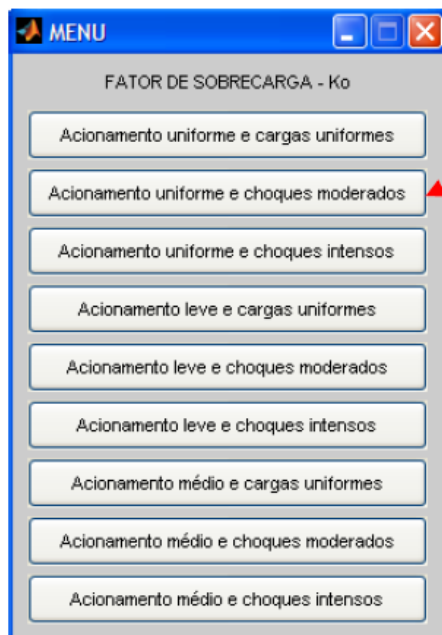 MENU
FATOR DE SOBRECARGA - Ko
Acionamento uniforme e cargas uniformes
Acionamento uniforme e choques moderados
Acionamento uniforme e choques intensos
Acionamento leve e cargas uniformes
Acionamento leve e choques moderados
Acionamento leve e choques intensos
Acionamento médio e cargas uniformes
Acionamento médio e choques moderados
Acionamento médio e choques intensos